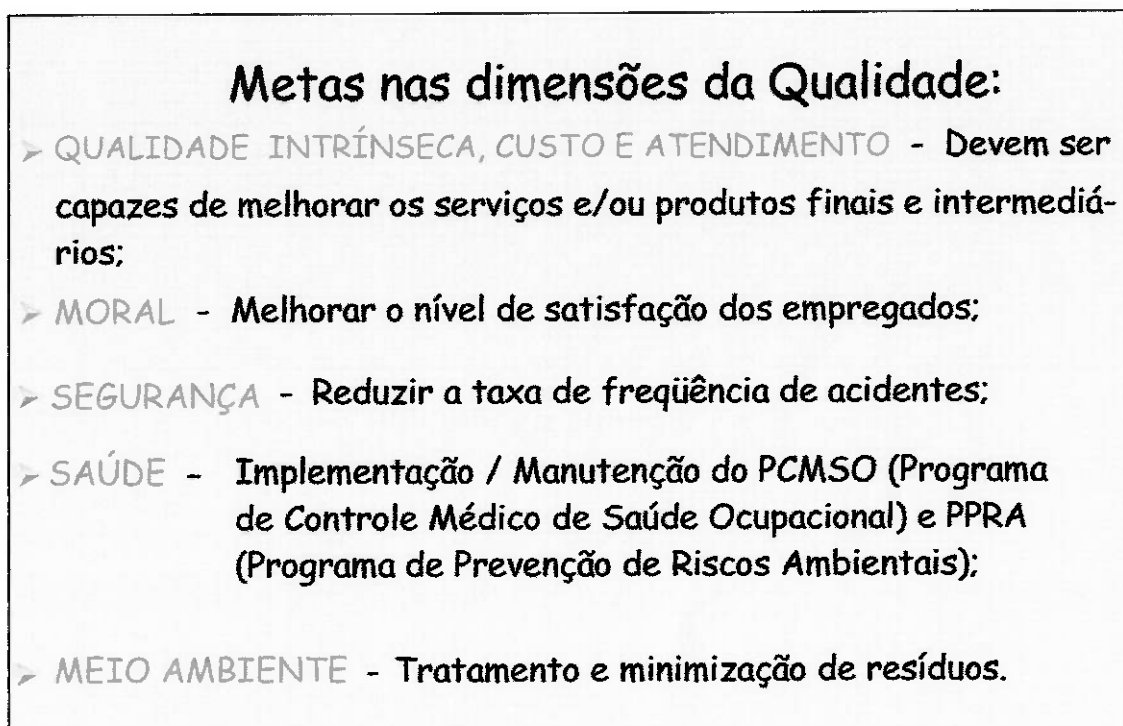 Metas nas dimensões da Qualidade:
➢ QUALIDADE INTRÍNSECA, CUSTO E ATENDIMENTO - Devem ser
capazes de melhorar os serviços e/ou produtos finais e intermediá-
rios;
➢ MORAL - Melhorar o nível de satisfação dos empregados;
➢ SEGURANÇA - Reduzir a taxa de freqüência de acidentes;
➢ SAÚDE - Implementação / Manutenção do PCMSO (Programa
de Controle Médico de Saúde Ocupacional) e PPRA
(Programa de Prevenção de Riscos Ambientais);
➢ MEIO AMBIENTE - Tratamento e minimização de resíduos.